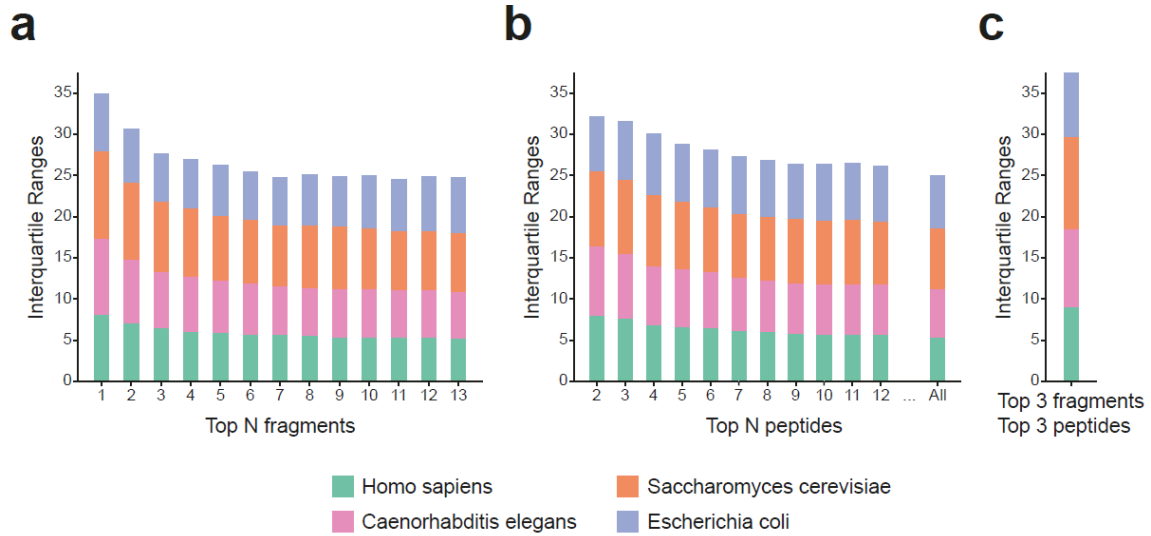 a
b
c
Interquartile Ranges
35
30
25
20
15
10
5
0
1 2 3 4 5 6 7 8 9 10 11 12 13
Top N fragments
Interquartile Ranges
35
30
25
20
15
10
5
0
2 3 4 5 6 7 8 9 10 11 12 ... All
Top N peptides
Interquartile Ranges
35
30
25
20
15
10
5
0
Top 3 fragments
Top 3 peptides
Homo sapiens
Saccharomyces cerevisiae
Caenorhabditis elegans
Escherichia coli